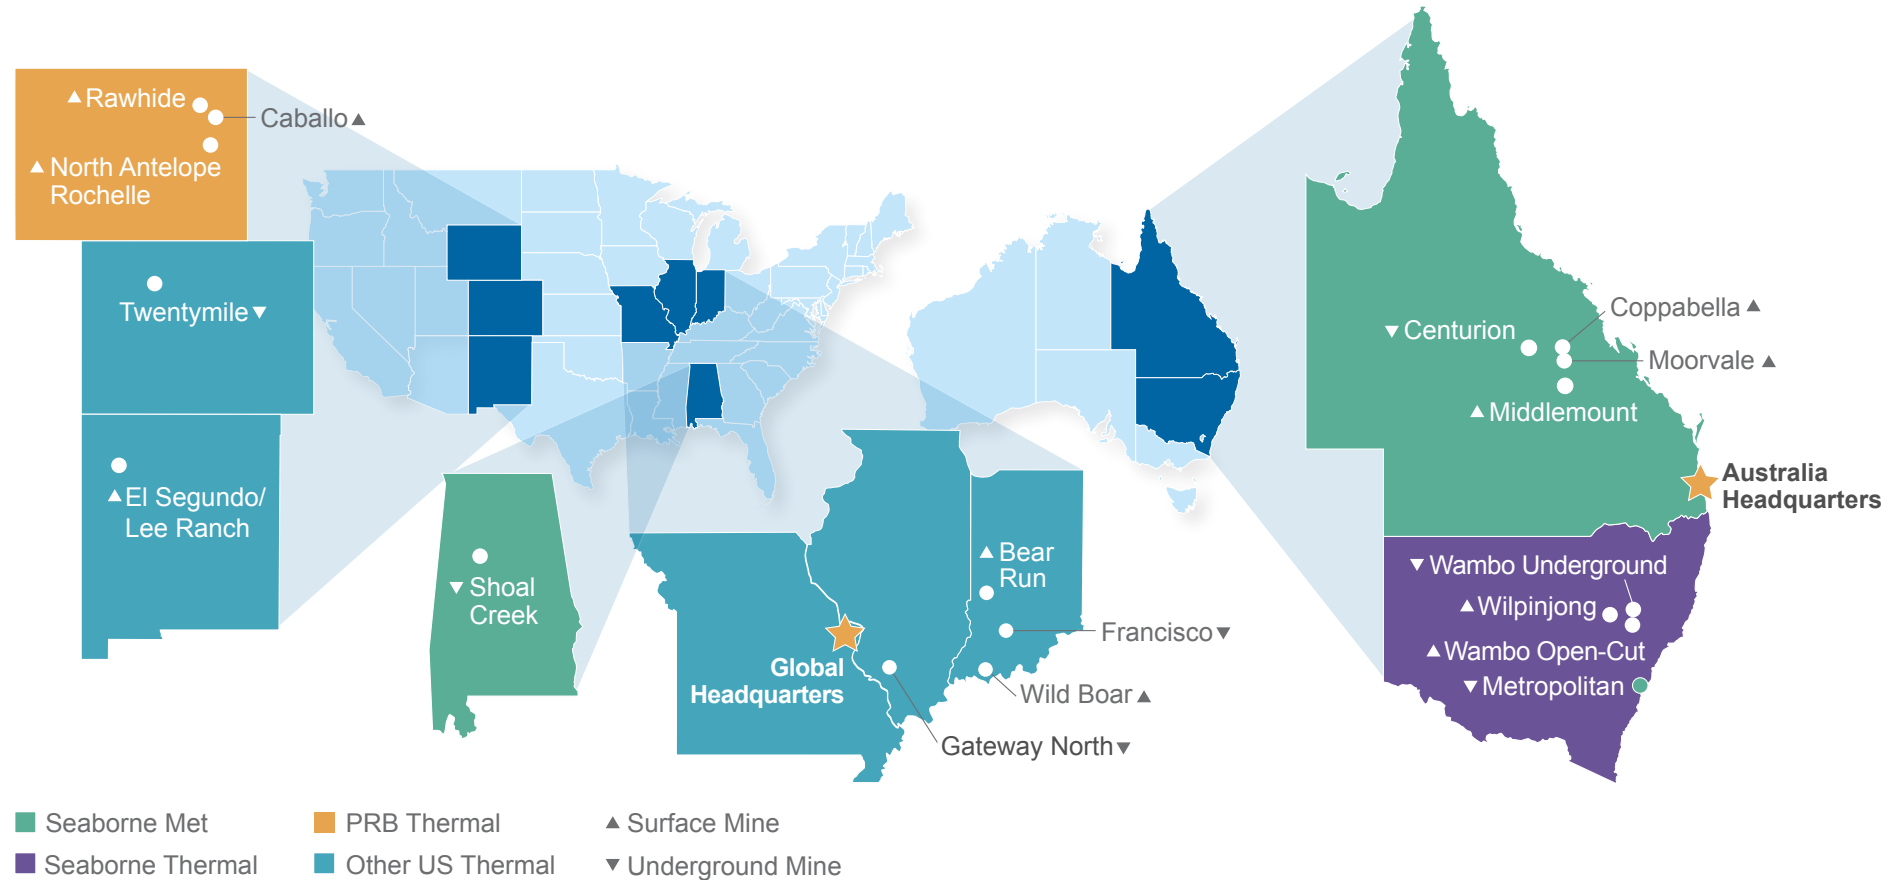 Rawhide
Caballo
North Antelope
Rochelle
Twentymile
El Segundo/
Lee Ranch
Shoal
Creek
Global
Headquarters
Bear
Run
Francisco
Wild Boar
Gateway North
Centurion
Coppabella
Moorvale
Middlemount
Australia
Headquarters
Wambo Underground
Wilpinjong
Wambo Open-Cut
Metropolitan
Seaborne Met
PRB Thermal
Surface Mine
Seaborne Thermal
Other US Thermal
Underground Mine